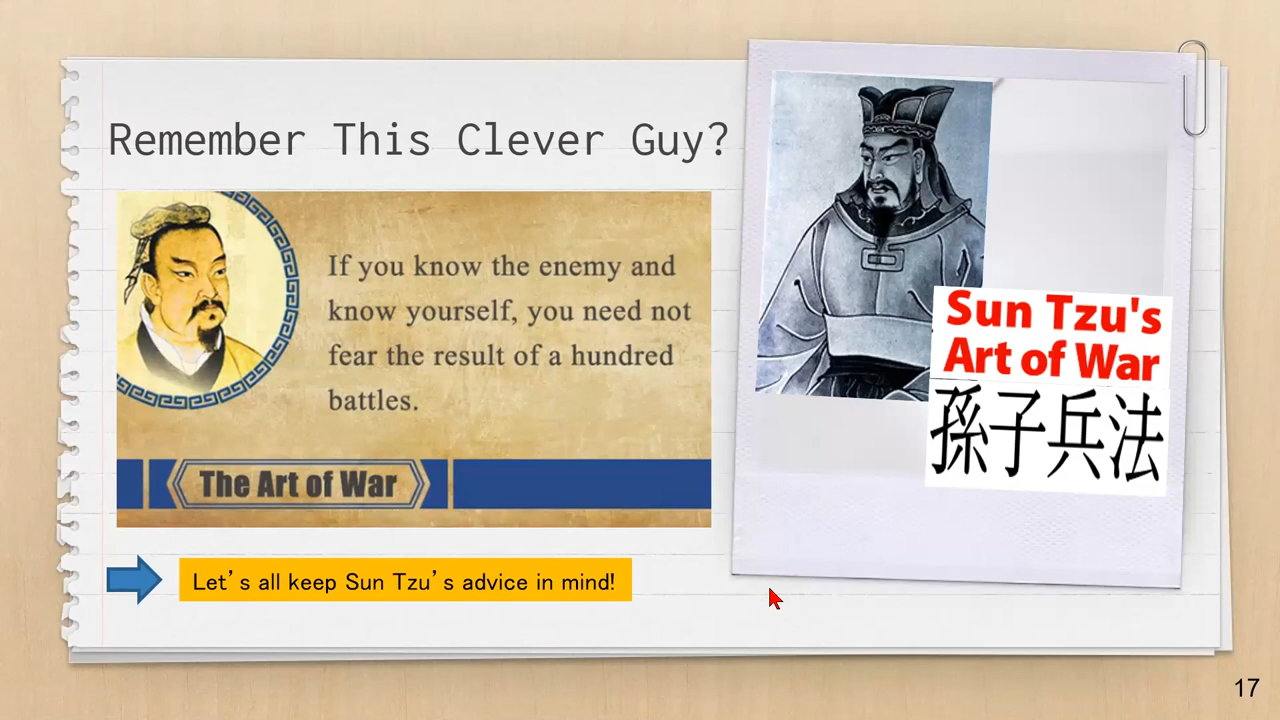 Remember This Clever Guy?
If you know the enemy and
know yourself, you need not
fear the result of a hundred
battles.
The Art of War
Sun Tzu's
Art of War
孫子兵法
Let’s all keep Sun Tzu’s advice in mind!
17